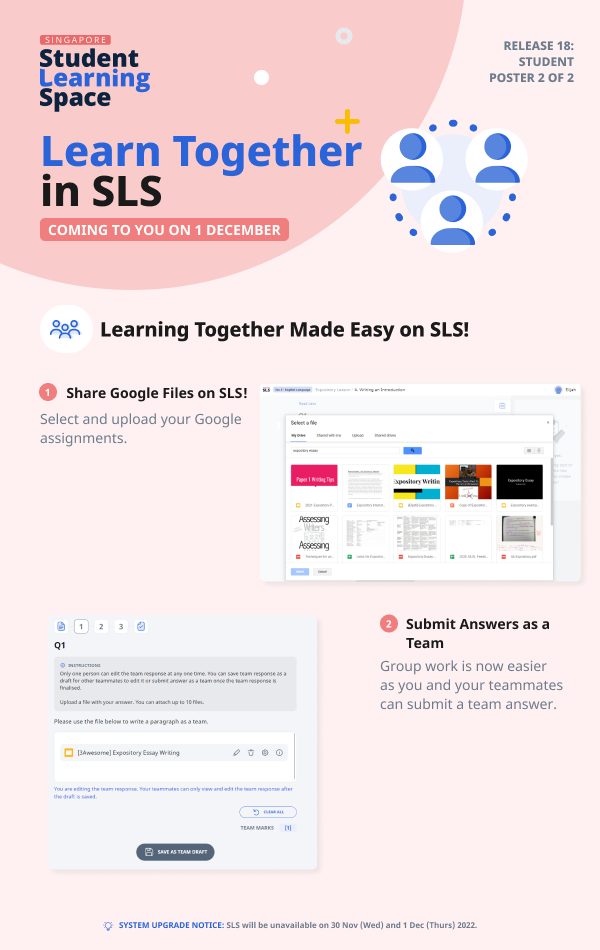 SINGAPORE
Student
Learning
Space
RELEASE 18:
STUDENT
POSTER 2 OF 2
Learn Together
in SLS
COMING TO YOU ON 1 DECEMBER
Learning Together Made Easy on SLS!
1 Share Google Files on SLS!
Select and upload your Google
assignments.
SLS
Writing an Introduction
Elijah
Select a file
My Drive Shared with me Upload Shared drives
expository essay
Paper 1 Writing Tips
Expository Writin
Expository Essay
Assessing
Writers
Assessing
Q1
1 2 3
INSTRUCTIONS
Only one person can edit the team response at any one time. You can save team response as a
draft for other teammates to edit it or submit answer as a team once the team response is
finalised.
Upload a file with your answer. You can attach up to 10 files.
Please use the file below to write a paragraph as a team.
[3Awesome] Expository Essay Writing
You are editing the team response. Your teammates can only view and edit the team response after
the draft is saved.
CLEAR ALL
TEAM MARKS [1]
SAVE AS TEAM DRAFT
2 Submit Answers as a
Team
Group work is now easier
as you and your teammates
can submit a team answer.
SYSTEM UPGRADE NOTICE: SLS will be unavailable on 30 Nov (Wed) and 1 Dec (Thurs) 2022.